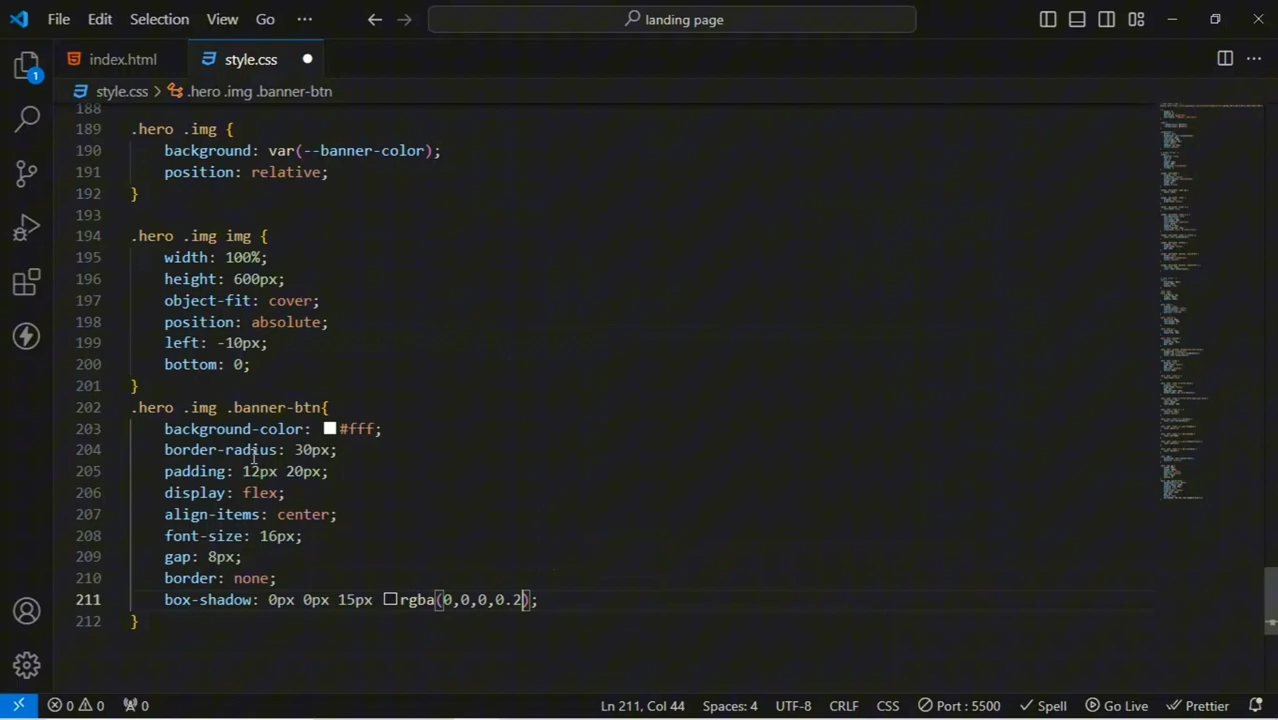 File Edit Selection View Go ··· landing page
index.html style.css
style.css > .hero .img .banner-btn
1
188
189 .hero .img {
190 background: var(--banner-color);
191 position: relative;
192 }
193
194 .hero .img img {
195 width: 100%;
196 height: 600px;
197 object-fit: cover;
198 position: absolute;
199 left: -10px;
200 bottom: 0;
201 }
202 .hero .img .banner-btn{
203 background-color: #fff;
204 border-radius: 30px;
205 padding: 12px 20px;
206 display: flex;
207 align-items: center;
208 font-size: 16px;
209 gap: 8px;
210 border: none;
211 box-shadow: 0px 0px 15px rgba(0,0,0,0.2);
212 }
0 0 0 Ln 211, Col 44 Spaces: 4 UTF-8 CRLF CSS Port : 5500 Spell Go Live Prettier